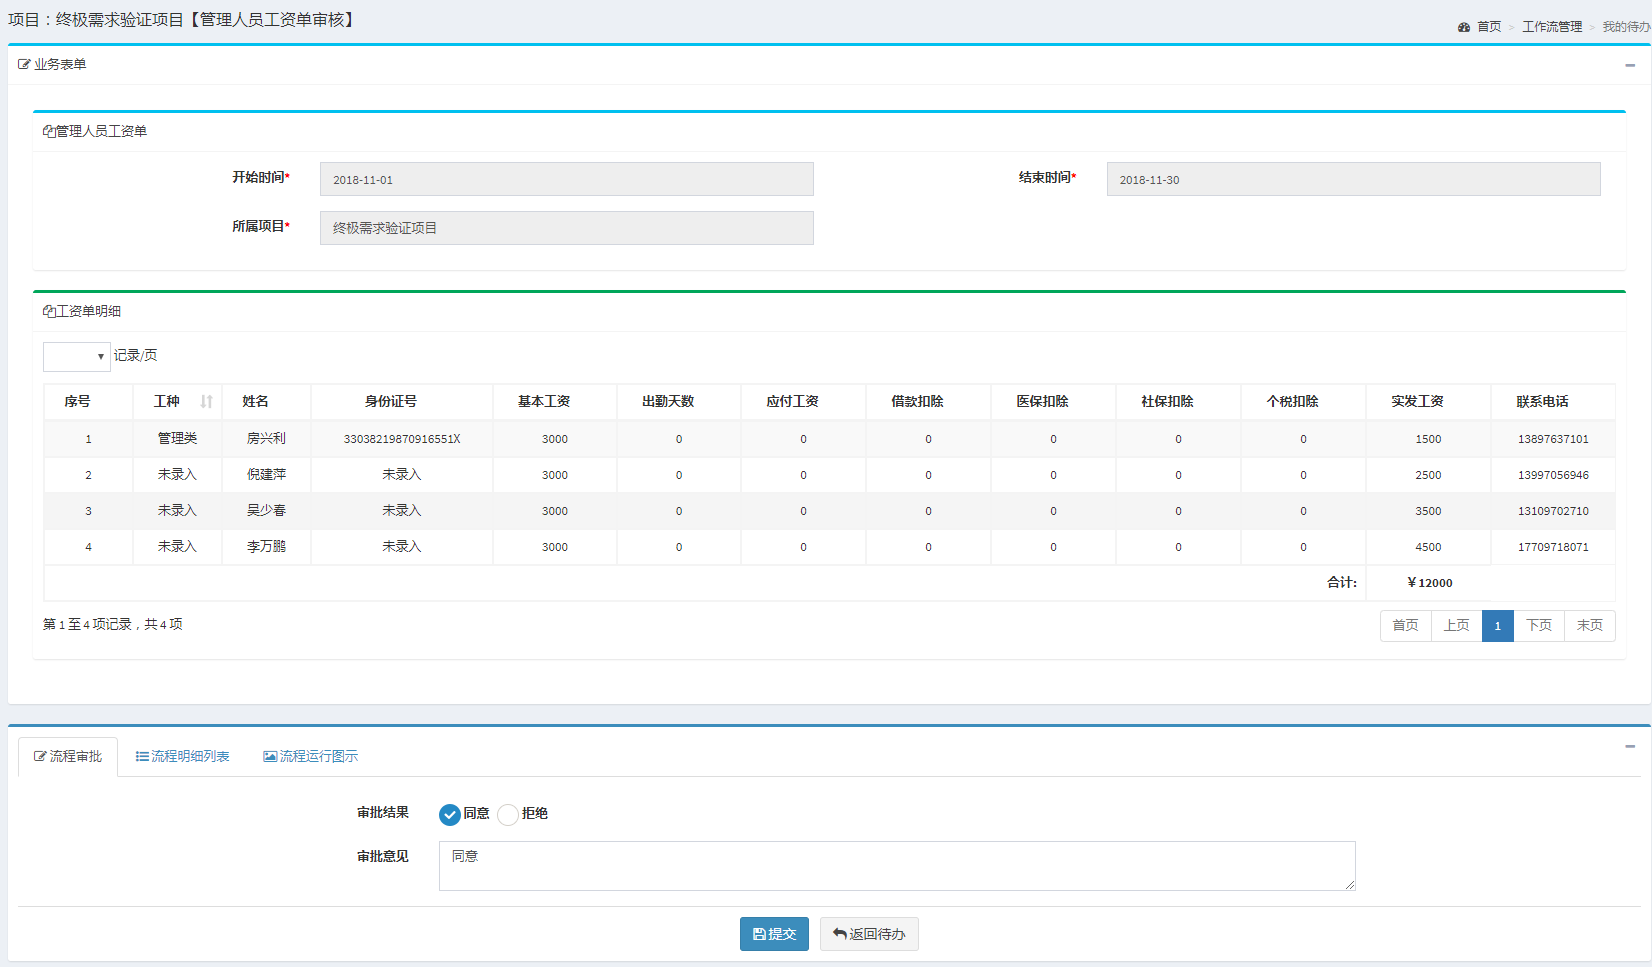 项目：终极需求验证项目【管理人员工资单审核】
首页 > 工作流管理 > 我的待办
业务表单
管理人员工资单
开始时间* 2018-11-01 结束时间* 2018-11-30
所属项目* 终极需求验证项目
工资单明细
记录/页
序号 工种 姓名 身份证号 基本工资 出勤天数 应付工资 借款扣除 医保扣除 社保扣除 个税扣除 实发工资 联系电话
1 管理类 房兴利 33038219870916551X 3000 0 0 0 0 0 0 1500 13897637101
2 未录入 倪建萍 未录入 3000 0 0 0 0 0 0 2500 13997056946
3 未录入 吴少春 未录入 3000 0 0 0 0 0 0 3500 13109702710
4 未录入 李万鹏 未录入 3000 0 0 0 0 0 0 4500 17709718071
合计: ￥12000
第 1 至 4 项记录，共 4 项
首页 上页 1 下页 末页
流程审批 流程明细列表 流程运行图示
审批结果 同意 拒绝
审批意见 同意
提交 返回待办